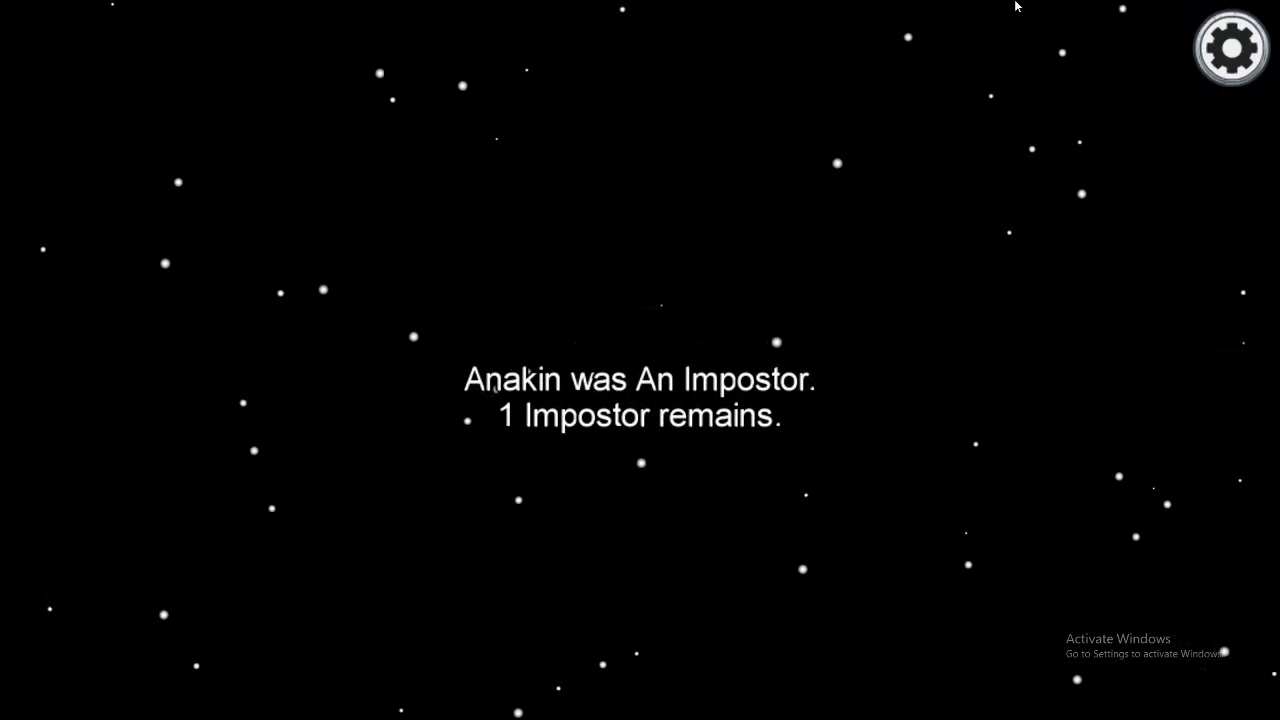 Anakin was An Impostor.
1 Impostor remains.
Activate Windows
Go to Settings to activate Windows.